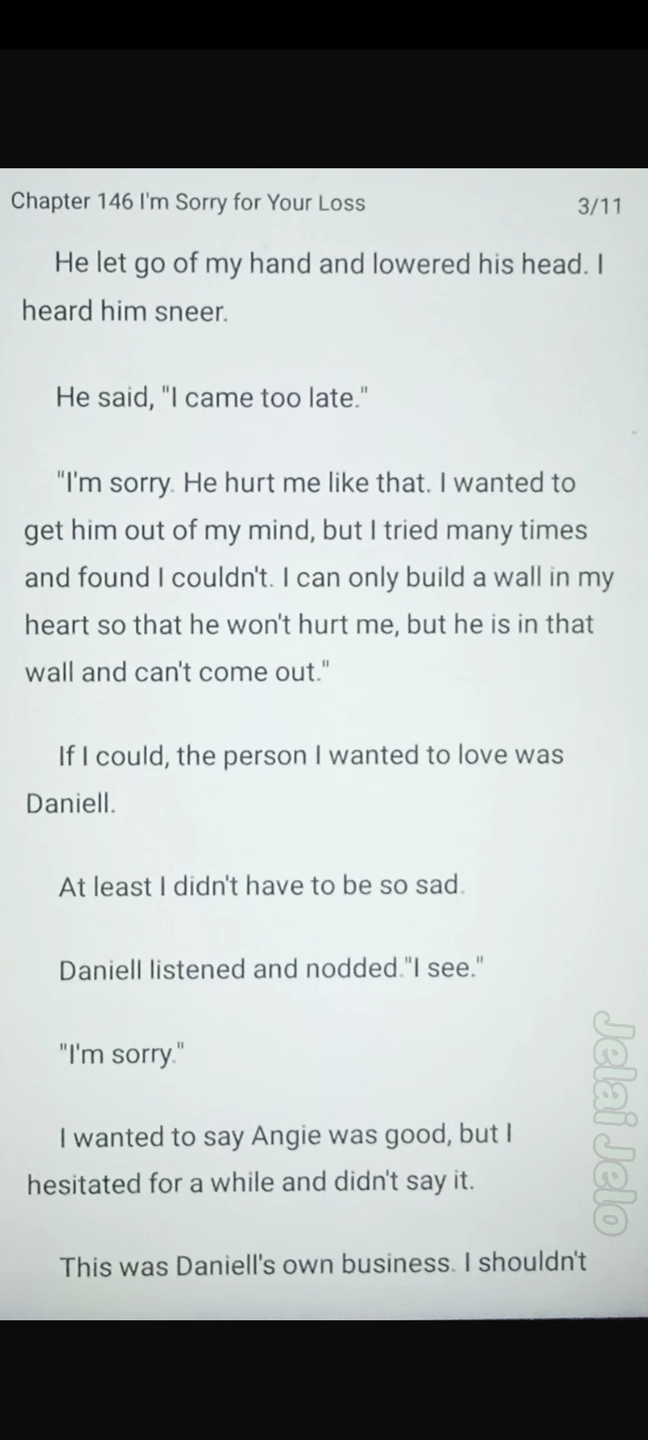 Chapter 146 I'm Sorry for Your Loss 3/11
He let go of my hand and lowered his head. I
heard him sneer.
He said, "I came too late."
"I'm sorry. He hurt me like that. I wanted to
get him out of my mind, but I tried many times
and found I couldn't. I can only build a wall in my
heart so that he won't hurt me, but he is in that
wall and can't come out."
If I could, the person I wanted to love was
Daniell.
At least I didn't have to be so sad.
Daniell listened and nodded."I see."
"I'm sorry."
I wanted to say Angie was good, but I
hesitated for a while and didn't say it.
This was Daniell's own business. I shouldn't
Jelai Jelo